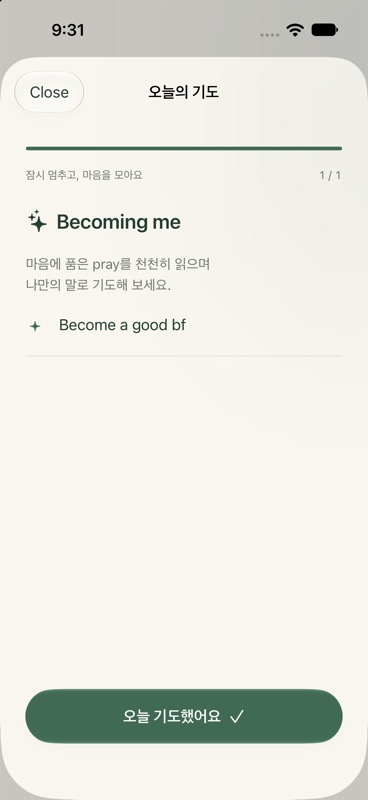 9:31
Close
오늘의 기도
잠시 멈추고, 마음을 모아요
1 / 1
Becoming me
마음에 품은 pray를 천천히 읽으며
나만의 말로 기도해 보세요.
Become a good bf
오늘 기도했어요 ✓